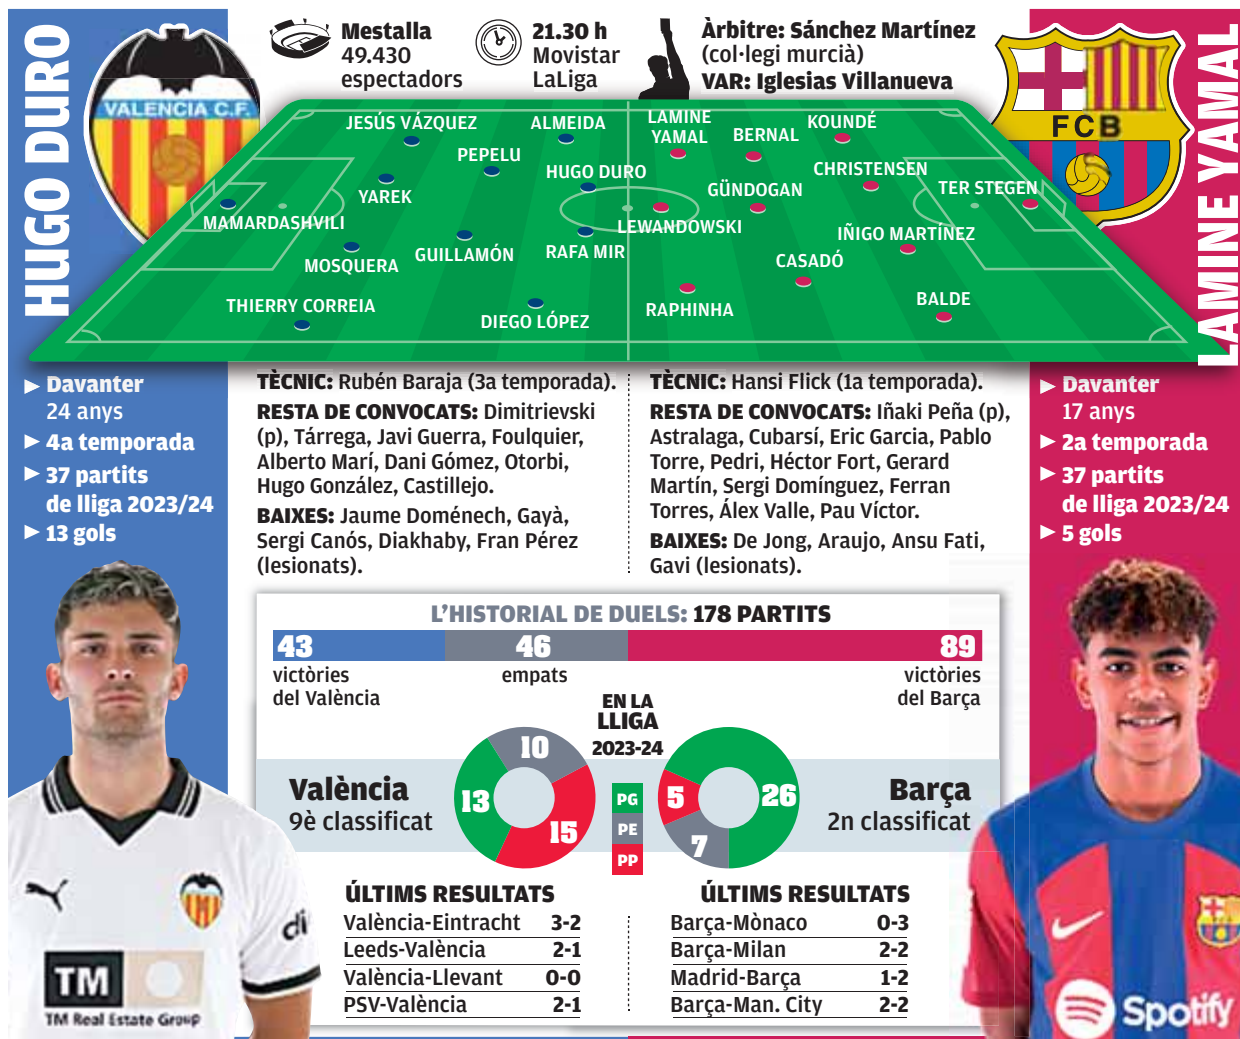 HUGO DURO
VALENCIA C.F.
Mestalla
49.430
espectadors
21.30 h
Movistar
LaLiga
Àrbitre: Sánchez Martínez
(col·legi murcià)
VAR: Iglesias Villanueva
FCB
LAMINE YAMAL
JESÚS VÁZQUEZ
ALMEIDA
LAMINE
YAMAL
BERNAL
KOUNDÉ
PEPELU
HUGO DURO
CHRISTENSEN
YAREK
GÜNDOGAN
TER STEGEN
MAMARDASHVILI
LEWANDOWSKI
IÑIGO MARTÍNEZ
MOSQUERA
GUILLAMÓN
RAFA MIR
CASADÓ
THIERRY CORREIA
DIEGO LÓPEZ
RAPHINHA
BALDE
Davanter
24 anys
4a temporada
37 partits
de lliga 2023/24
13 gols
TÈCNIC: Rubén Baraja (3a temporada).
RESTA DE CONVOCATS: Dimitrievski
(p), Tárrega, Javi Guerra, Foulquier,
Alberto Marí, Dani Gómez, Otorbi,
Hugo González, Castillejo.
BAIXES: Jaume Doménech, Gayà,
Sergi Canós, Diakhaby, Fran Pérez
(lesionats).
TÈCNIC: Hansi Flick (1a temporada).
RESTA DE CONVOCATS: Iñaki Peña (p),
Astralaga, Cubarsí, Eric Garcia, Pablo
Torre, Pedri, Héctor Fort, Gerard
Martín, Sergi Domínguez, Ferran
Torres, Álex Valle, Pau Víctor.
BAIXES: De Jong, Araujo, Ansu Fati,
Gavi (lesionats).
Davanter
17 anys
2a temporada
37 partits
de lliga 2023/24
5 gols
L'HISTORIAL DE DUELS: 178 PARTITS
43
46
89
victòries
del València
empats
victòries
del Barça
EN LA
LLIGA
2023-24
València
9è classificat
10
13
15
PG
PE
PP
5
26
7
Barça
2n classificat
ÚLTIMS RESULTATS
València-Eintracht 3-2
Leeds-València 2-1
València-Llevant 0-0
PSV-València 2-1
ÚLTIMS RESULTATS
Barça-Mònaco 0-3
Barça-Milan 2-2
Madrid-Barça 1-2
Barça-Man. City 2-2
TM
TM Real Estate Group
Spotify